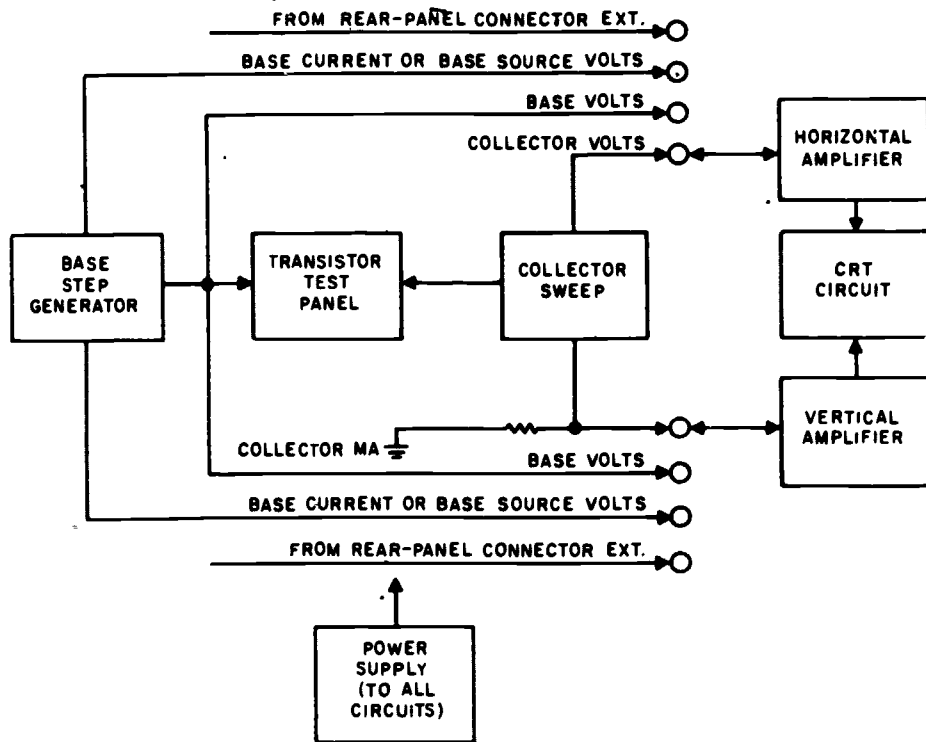 FROM REAR-PANEL CONNECTOR EXT.
BASE CURRENT OR BASE SOURCE VOLTS
BASE VOLTS
COLLECTOR VOLTS
HORIZONTAL
AMPLIFIER
BASE
STEP
GENERATOR
TRANSISTOR
TEST
PANEL
COLLECTOR
SWEEP
CRT
CIRCUIT
VERTICAL
AMPLIFIER
COLLECTOR MA
BASE VOLTS
BASE CURRENT OR BASE SOURCE VOLTS
FROM REAR-PANEL CONNECTOR EXT.
POWER
SUPPLY
(TO ALL
CIRCUITS)